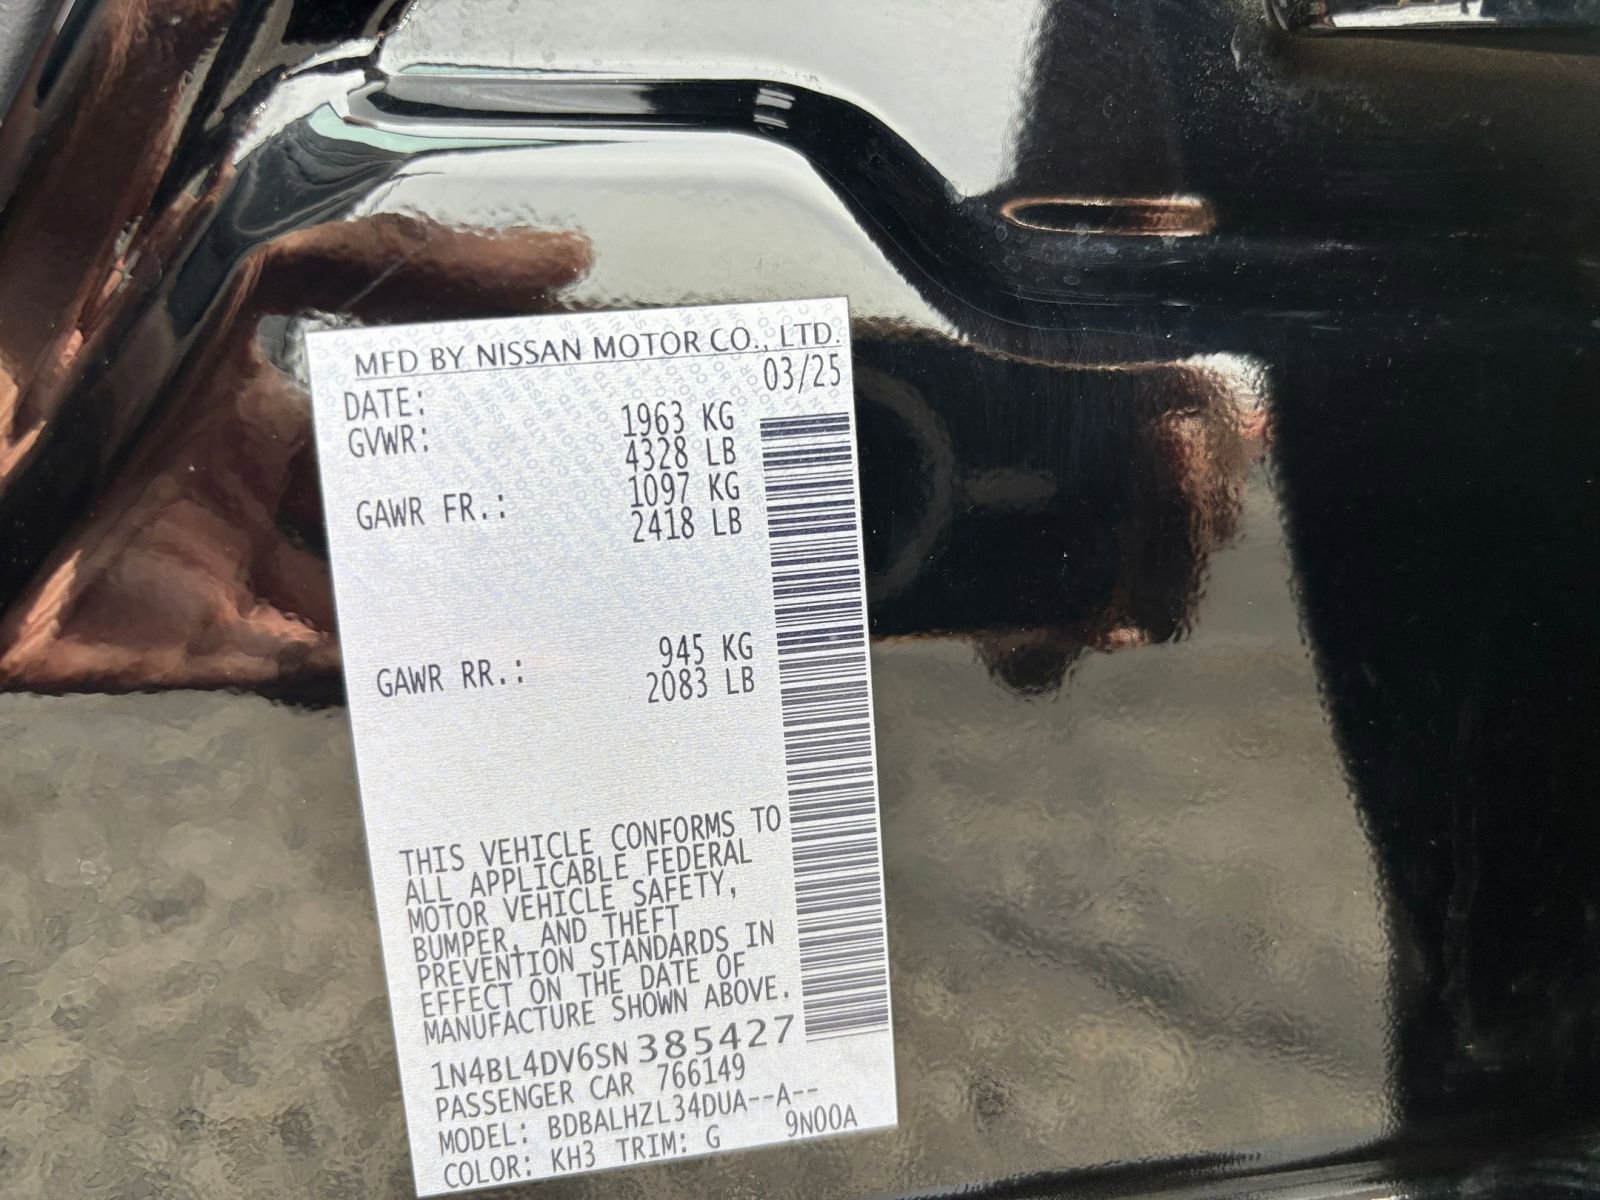 MFD BY NISSAN MOTOR CO., LTD.
DATE: 03/25
GVWR: 1963 KG
4328 LB
GAWR FR.: 1097 KG
2418 LB
GAWR RR.: 945 KG
2083 LB
THIS VEHICLE CONFORMS TO
ALL APPLICABLE FEDERAL
MOTOR VEHICLE SAFETY,
BUMPER, AND THEFT
PREVENTION STANDARDS IN
EFFECT ON THE DATE OF
MANUFACTURE SHOWN ABOVE.
1N4BL4DV6SN385427
PASSENGER CAR 766149
MODEL: BDBALHZL34DUA--A--
COLOR: KH3 TRIM: G 9N00A